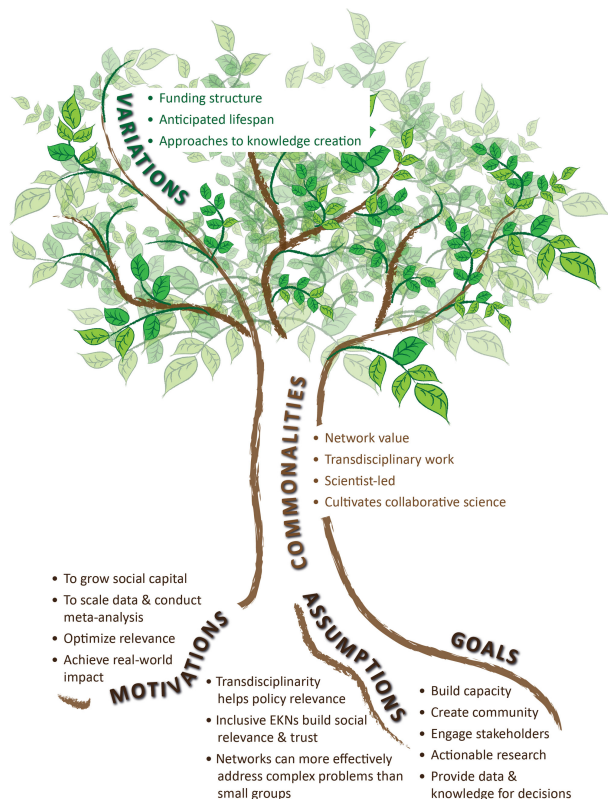 VARIATIONS
• Funding structure
• Anticipated lifespan
• Approaches to knowledge creation
COMMONALITIES
• Network value
• Transdisciplinary work
• Scientist-led
• Cultivates collaborative science
MOTIVATIONS
• To grow social capital
• To scale data & conduct
meta-analysis
• Optimize relevance
• Achieve real-world
impact
ASSUMPTIONS
• Transdisciplinarity
helps policy relevance
• Inclusive EKNs build social
relevance & trust
• Networks can more effectively
address complex problems than
small groups
GOALS
• Build capacity
• Create community
• Engage stakeholders
• Actionable research
• Provide data &
knowledge for decisions